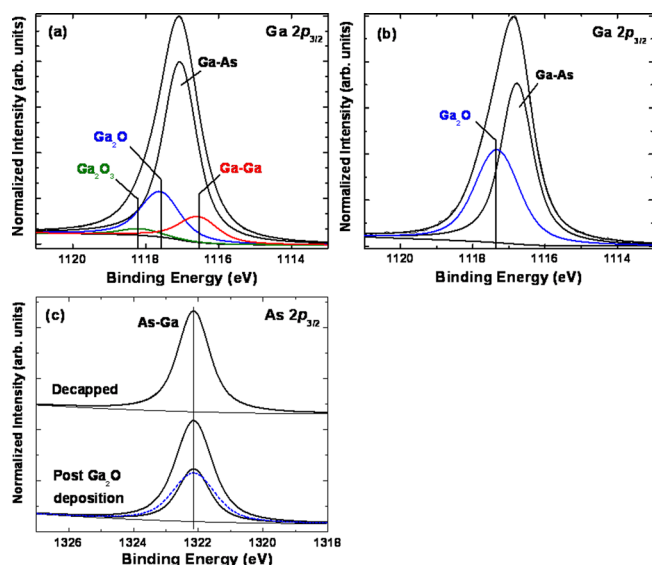 (a)
Ga 2p3/2
Ga-As
Ga2O
Ga2O3
Ga-Ga
Normalized Intensity (arb. units)
1120
1118
1116
1114
Binding Energy (eV)
(b)
Ga 2p3/2
Ga-As
Ga2O
Normalized Intensity (arb. units)
1120
1118
1116
1114
Binding Energy (eV)
(c)
As-Ga
As 2p3/2
Decapped
Post Ga2O
deposition
Normalized Intensity (arb. units)
1326
1324
1322
1320
1318
Binding Energy (eV)